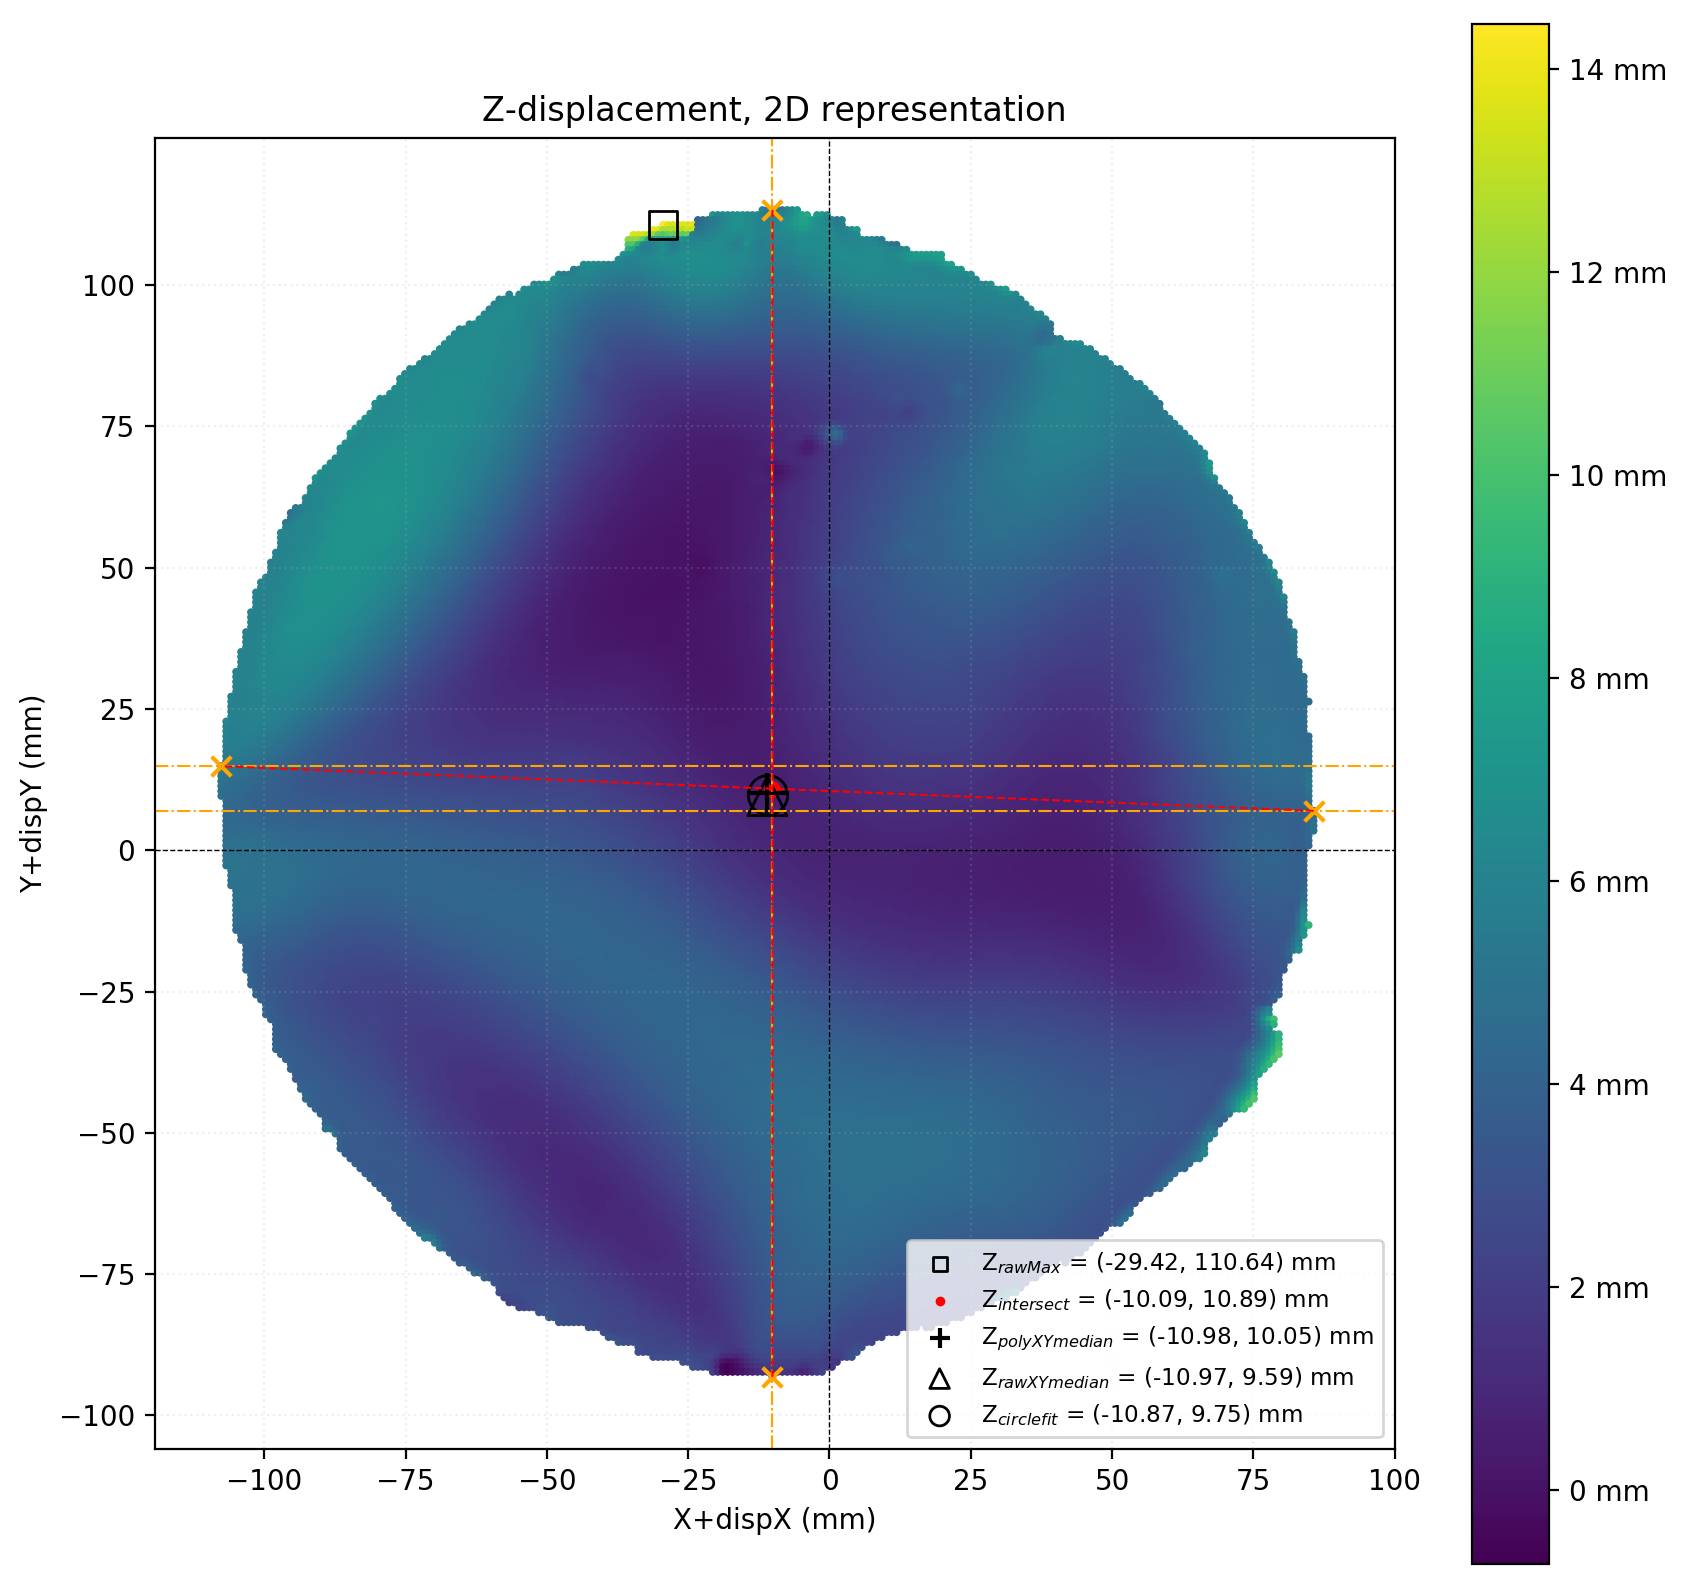 Z-displacement, 2D representation
14 mm
12 mm
10 mm
8 mm
6 mm
4 mm
2 mm
0 mm
Y+dispY (mm)
100
75
50
25
0
−25
−50
−75
−100
Z_rawMax = (-29.42, 110.64) mm
Z_intersect = (-10.09, 10.89) mm
Z_polyXYmedian = (-10.98, 10.05) mm
Z_rawXYmedian = (-10.97, 9.59) mm
Z_circlefit = (-10.87, 9.75) mm
−100 −75 −50 −25 0 25 50 75 100
X+dispX (mm)